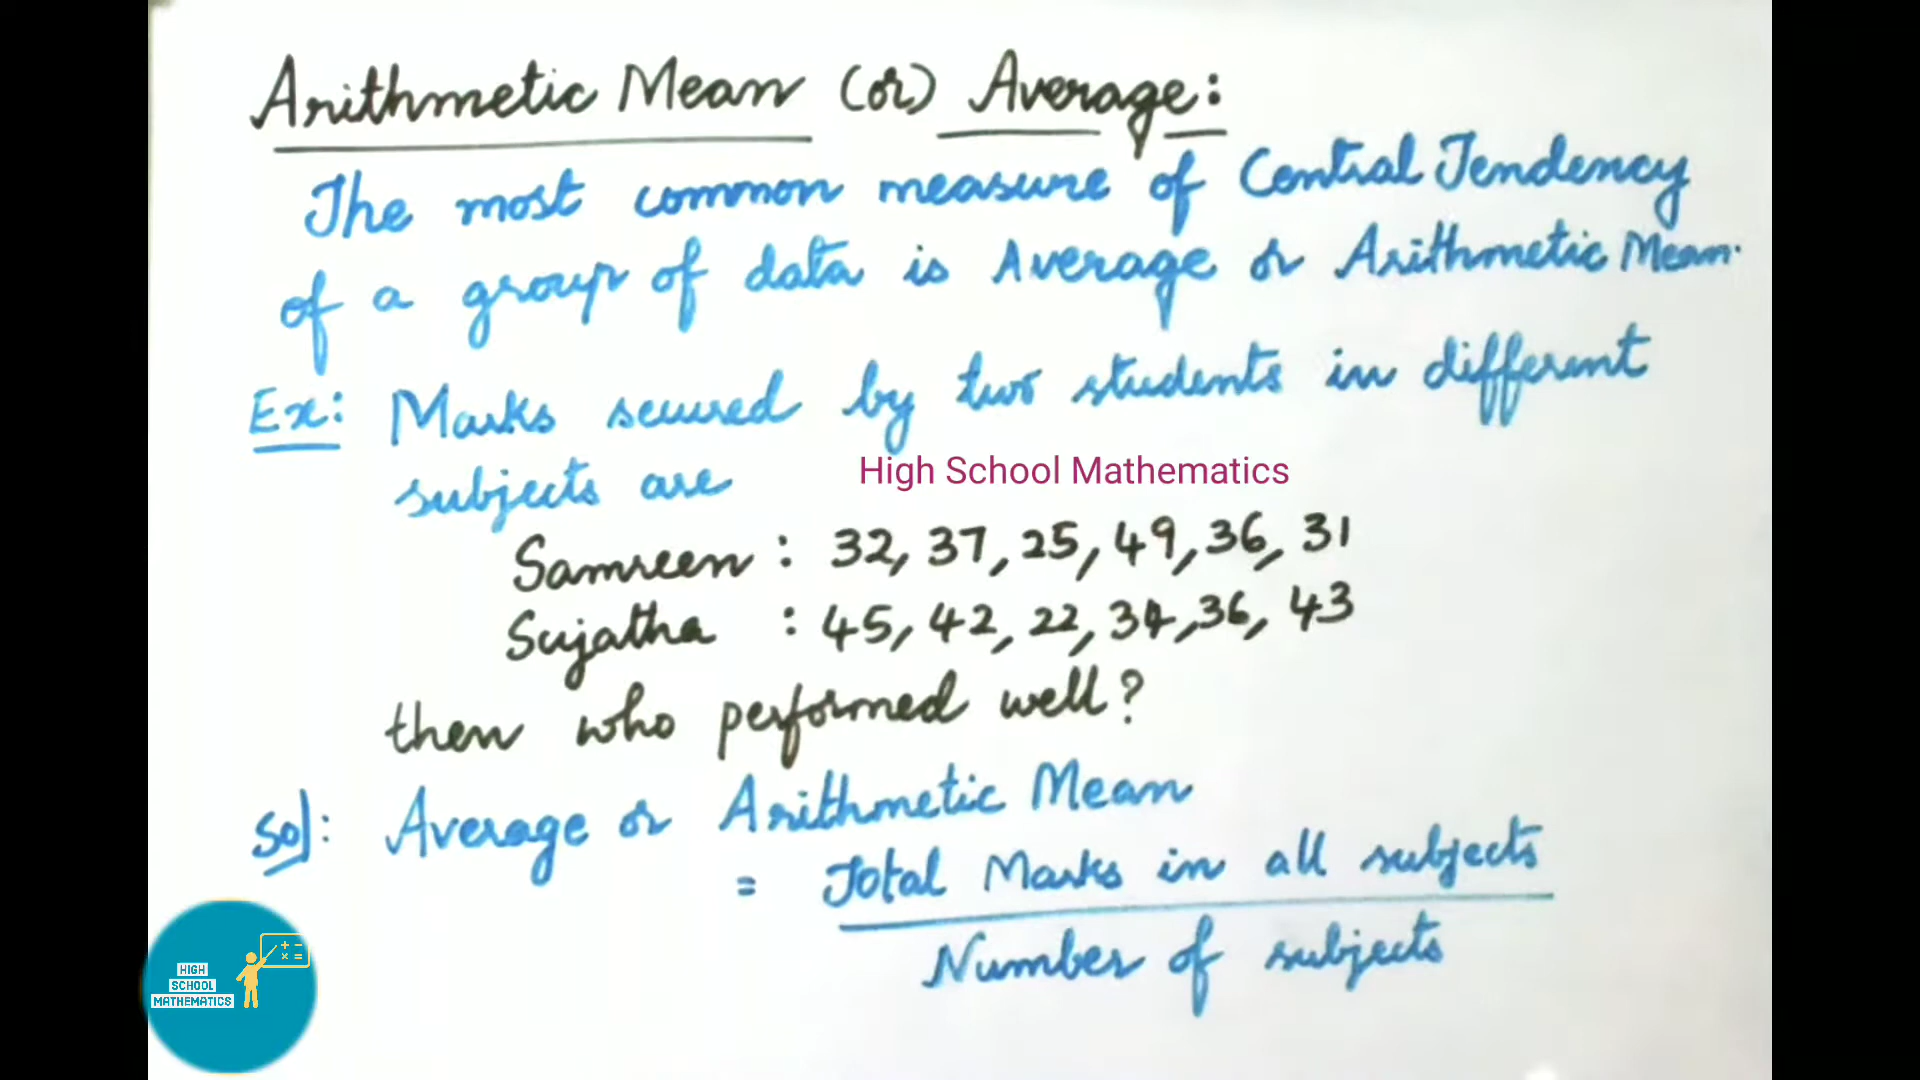 Arithmetic Mean (or) Average:
The most common measure of Central Tendency
of a group of data is Average or Arithmetic Mean.
Ex: Marks secured by two students in different
subjects are
High School Mathematics
Samreen : 32, 37, 25, 49, 36, 31
Sujatha : 45, 42, 22, 34, 36, 43
then who performed well?
Sol: Average or Arithmetic Mean
= Total Marks in all subjects
Number of subjects
HIGH
SCHOOL
MATHEMATICS
+ −
× =